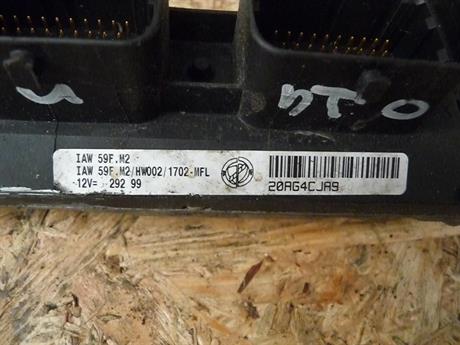 IAW 59F.M2
IAW 59F.M2/HW002/1702-MFL
12V= 292 99
20AG4CJA9